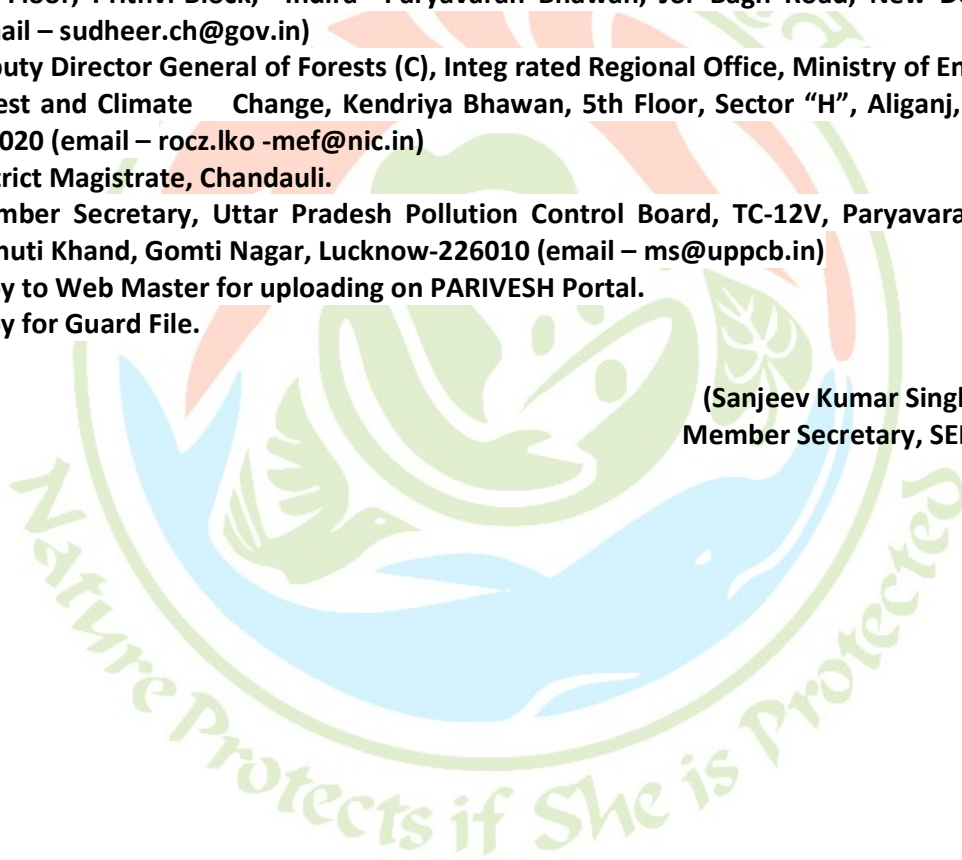 Floor, Prithvi Block, Indira Paryavaran Bhawan, Jor Bagh Road, New
ail – sudheer.ch@gov.in)
uty Director General of Forests (C), Integ rated Regional Office, Ministry of En
est and Climate Change, Kendriya Bhawan, 5th Floor, Sector “H”, Aliganj,
020 (email – rocz.lko -mef@nic.in)
trict Magistrate, Chandauli.
mber Secretary, Uttar Pradesh Pollution Control Board, TC-12V, Paryavara
huti Khand, Gomti Nagar, Lucknow-226010 (email – ms@uppcb.in)
y to Web Master for uploading on PARIVESH Portal.
y for Guard File.
(Sanjeev Kumar Singh
Member Secretary, SEI
Nature Protects if She is Protected